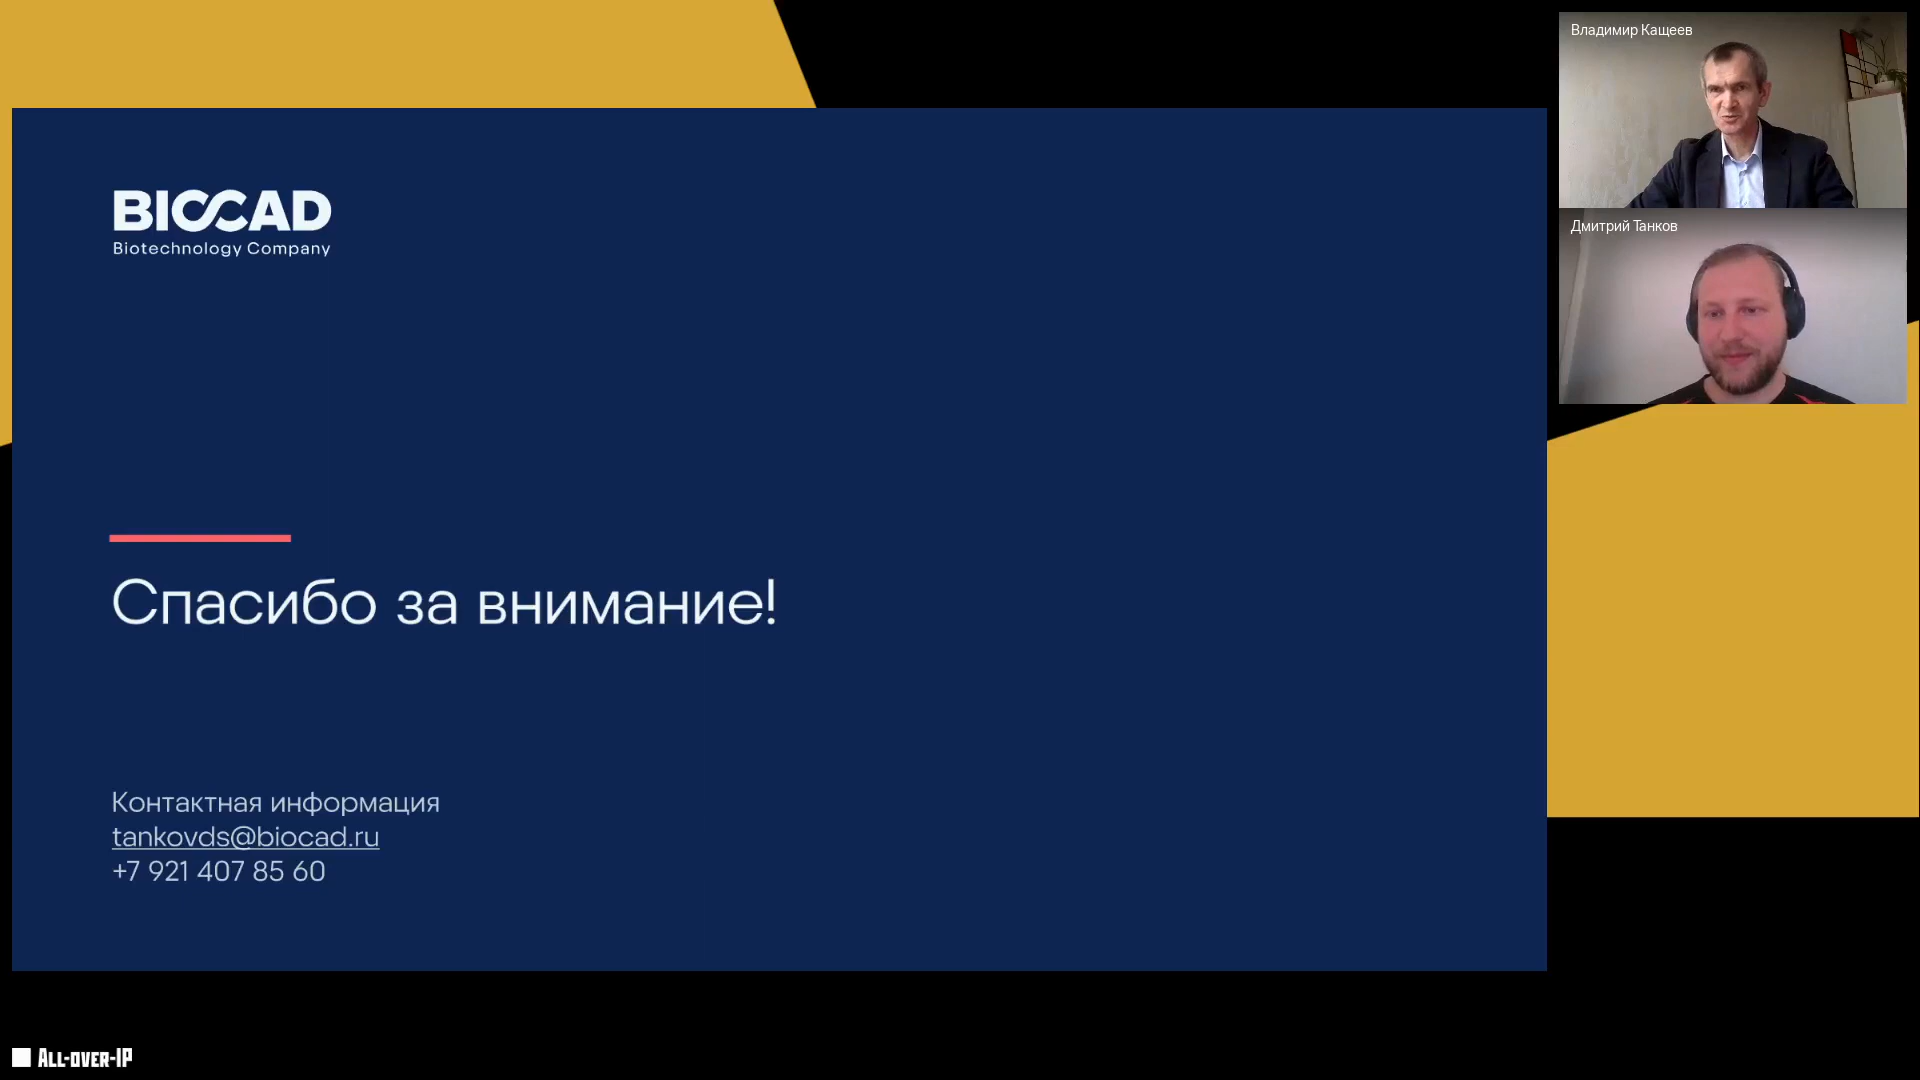 BIOCAD
Biotechnology Company
Спасибо за внимание!
Контактная информация
tankovds@biocad.ru
+7 921 407 85 60
Владимир Кащеев
Дмитрий Танков
All-over-IP